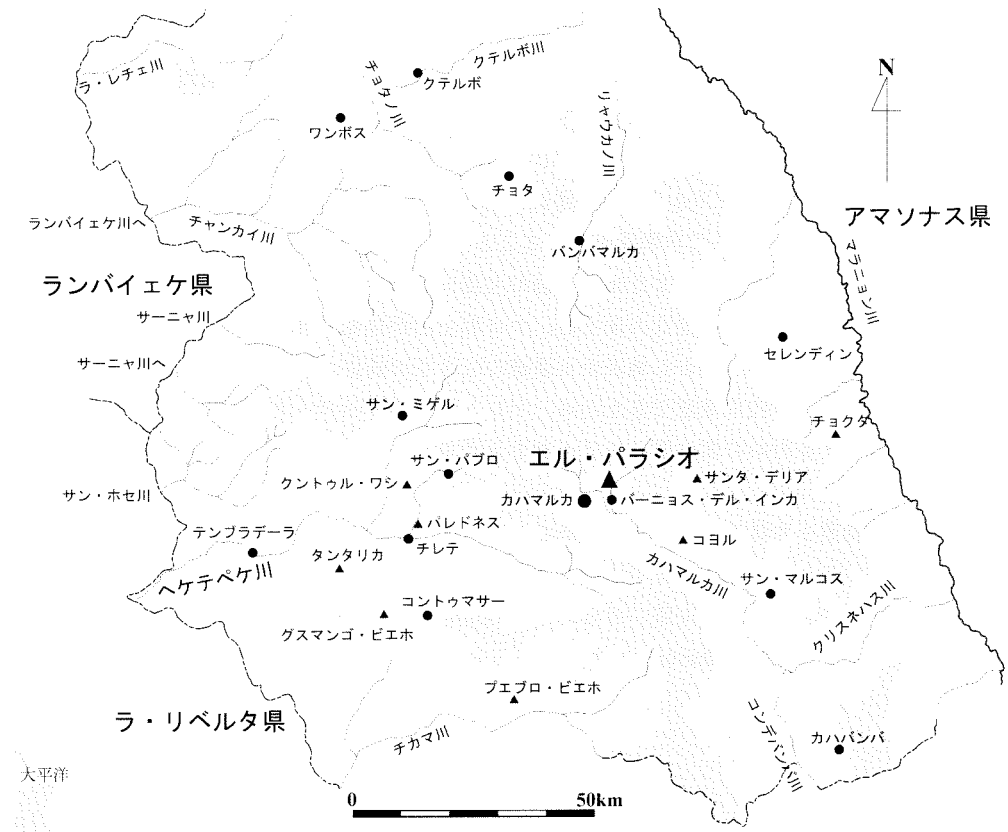 クテルボ川
ラ・レチェ川
チョタノ川
クテルボ
N
リャウカノ川
ワンボス
チョタ
アマソナス県
ランバイェケ川へ
チャンカイ川
バンバマルカ
マラニョン川
ランバイェケ県
サーニャ川
セレンディン
サーニャ川へ
サン・ミゲル
チョクタ
サン・パブロ
エル・パラシオ
クントゥル・ワシ
サンタ・デリア
サン・ホセ川
カハマルカ
バーニョス・デル・インカ
パレドネス
テンブラデーラ
チレテ
コヨル
タンタリカ
ヘケテペケ川
カハマルカ川
サン・マルコス
コントゥマサー
クリスネハス川
グスマンゴ・ビエホ
プエブロ・ビエホ
ラ・リベルタ県
コンデバンバ川
チカマ川
カハバンバ
太平洋
0
50km